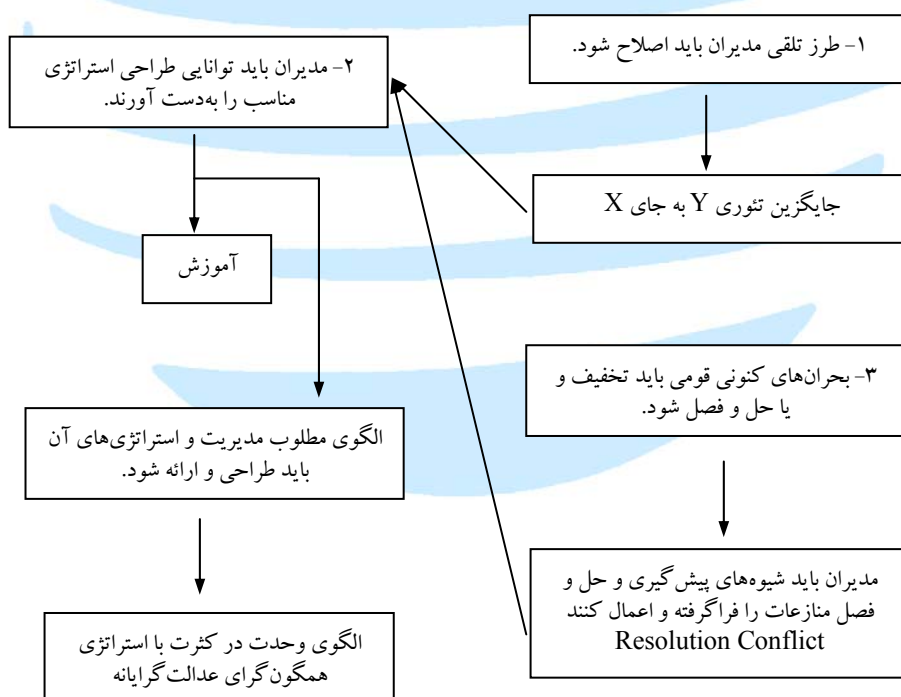 ۱- طرز تلقی مدیران باید اصلاح شود.
جایگزین تئوری Y به جای X
۲- مدیران باید توانایی طراحی استراتژی
مناسب را به‌دست آورند.
آموزش
۳- بحران‌های کنونی قومی باید تخفیف و
یا حل و فصل شود.
مدیران باید شیوه‌های پیش‌گیری و حل و
فصل منازعات را فراگرفته و اعمال کنند
Resolution Conflict
الگوی مطلوب مدیریت و استراتژی‌های آن
باید طراحی و ارائه شود.
الگوی وحدت در کثرت با استراتژی
همگون‌گرای عدالت‌گرایانه